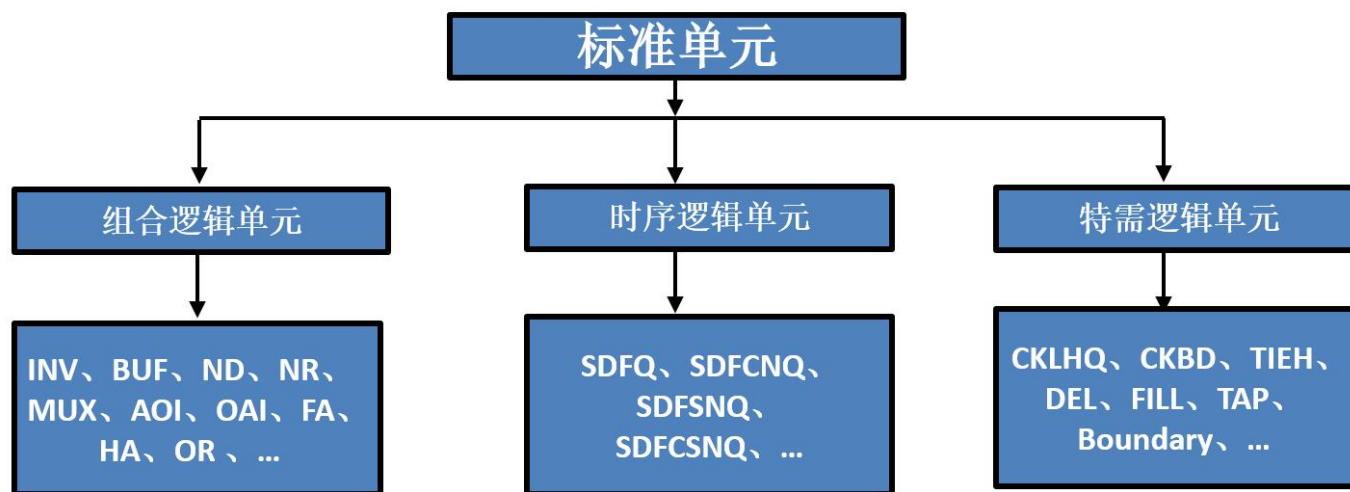 标准单元
组合逻辑单元
时序逻辑单元
特需逻辑单元
INV、BUF、ND、NR、
MUX、AOI、OAI、FA、
HA、OR 、...
SDFQ、SDFCNQ、
SDFSNQ、
SDFCSNQ、...
CKLHQ、CKBD、TIEH、
DEL、FILL、TAP、
Boundary、...